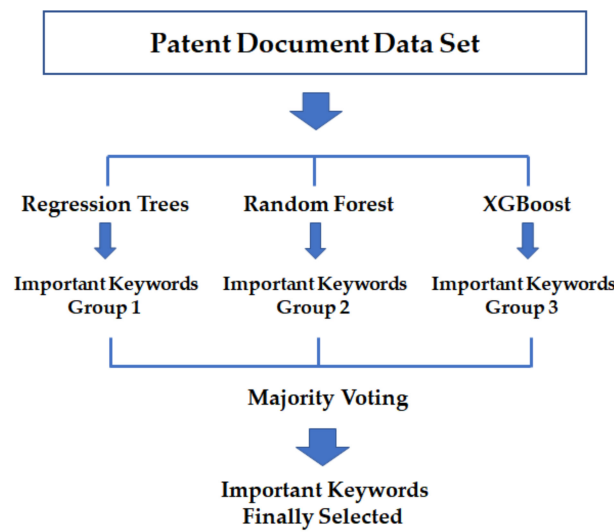 Patent Document Data Set
Regression Trees
Random Forest
XGBoost
Important Keywords
Group 1
Important Keywords
Group 2
Important Keywords
Group 3
Majority Voting
Important Keywords
Finally Selected